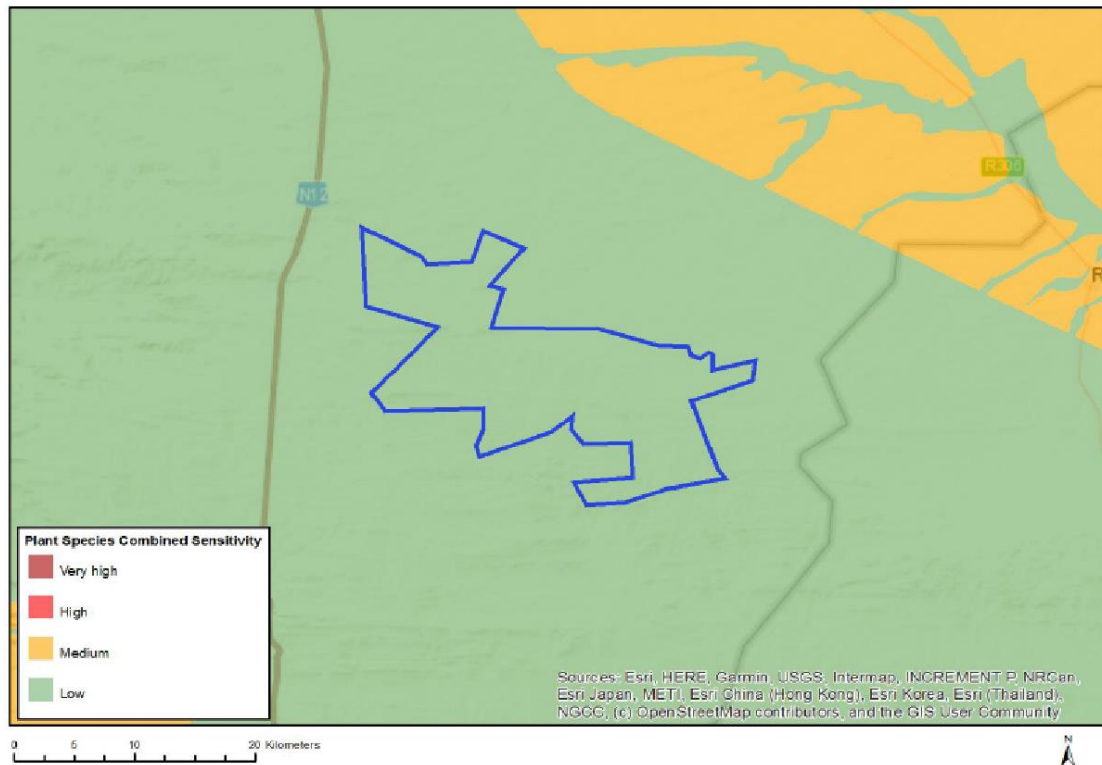 N12
R306
R
Plant Species Combined Sensitivity
Very high
High
Medium
Low
Sources: Esri, HERE, Garmin, USGS, Intermap, INCREMENT P, NRCan,
Esri Japan, METI, Esri China (Hong Kong), Esri Korea, Esri (Thailand),
NGCC, (c) OpenStreetMap contributors, and the GIS User Community
0 5 10 20 Kilometers
N